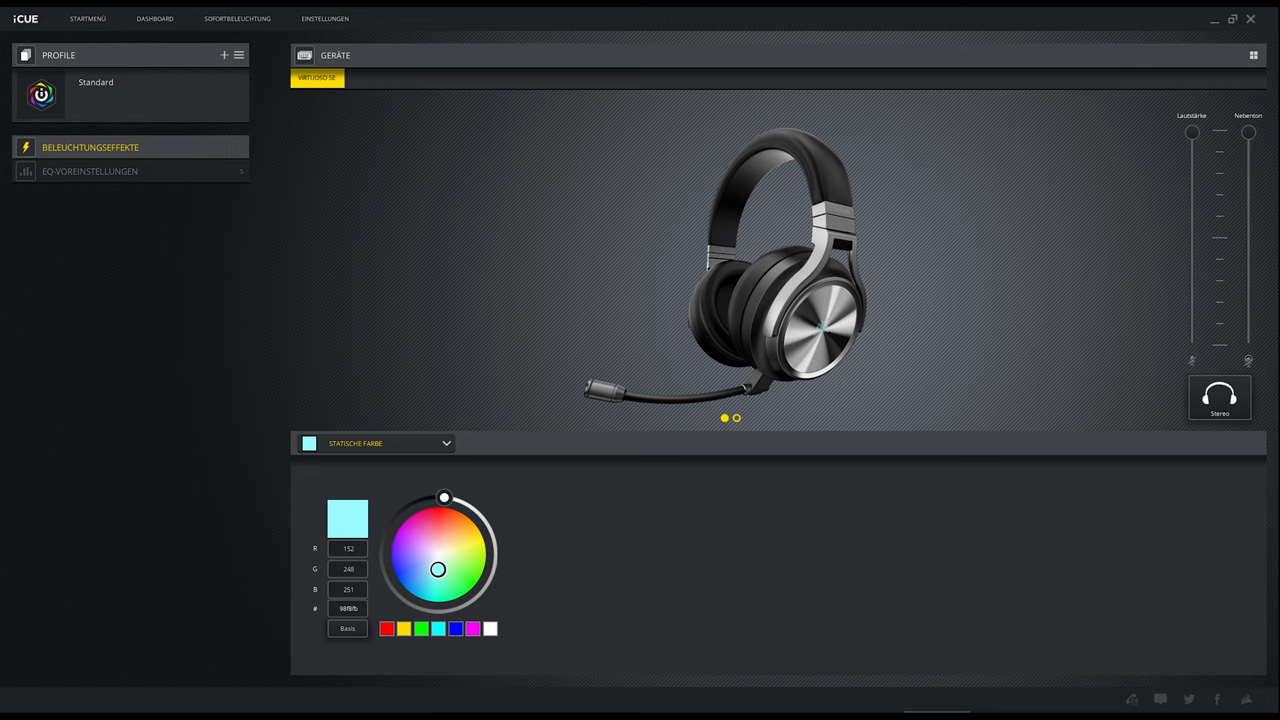 iCUE STARTMENÜ DASHBOARD SOFORTBELEUCHTUNG EINSTELLUNGEN
PROFILE
GERÄTE
VIRTUOSO SE
Standard
Lautstärke Nebenton
BELEUCHTUNGSEFFEKTE
EQ-VOREINSTELLUNGEN 5
Stereo
STATISCHE FARBE
R 152
G 248
B 251
# 98f8fb
Basis